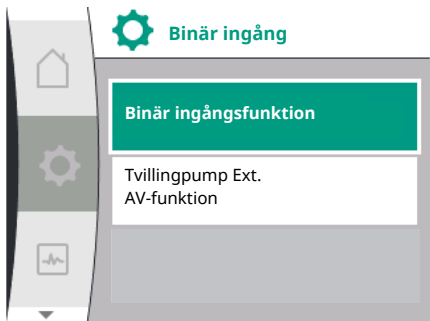 Binär ingång
Binär ingångsfunktion
Tvillingpump Ext.
AV-funktion